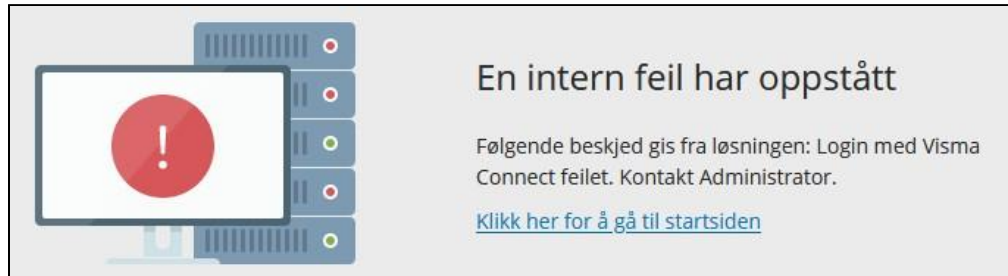 En intern feil har oppstått
Følgende beskjed gis fra løsningen: Login med Visma
Connect feilet. Kontakt Administrator.
Klikk her for å gå til startsiden